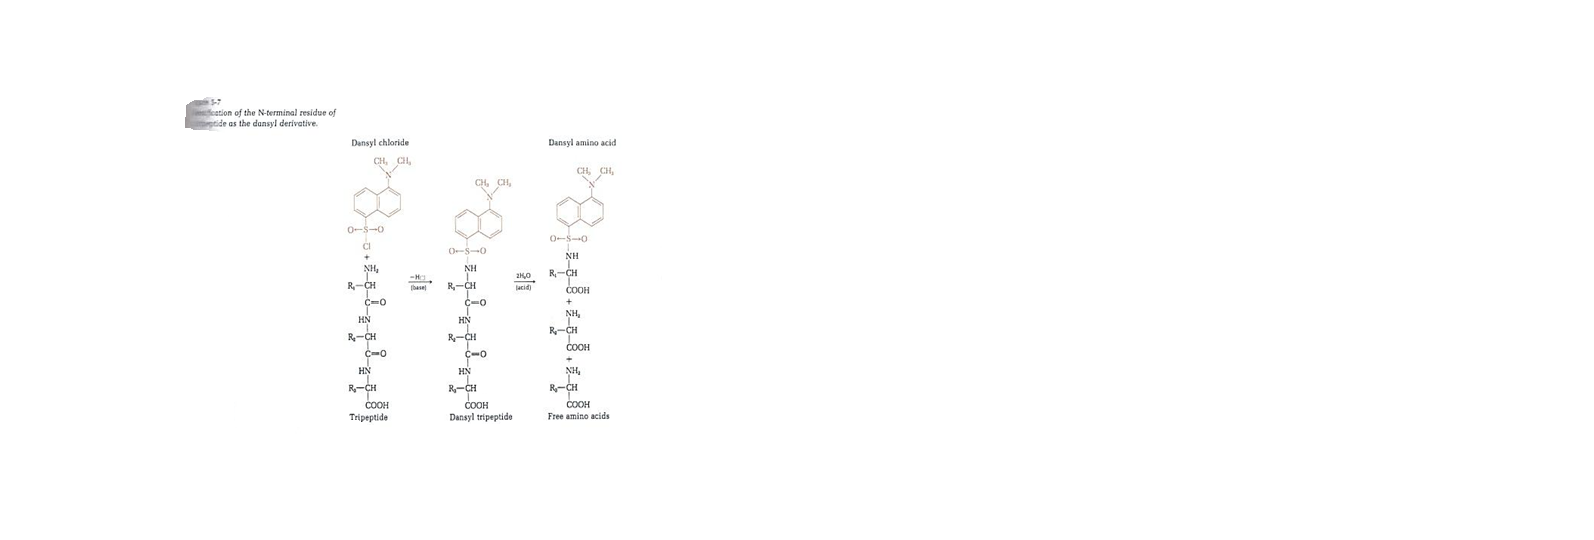 5-7
of the N-terminal residue of
as the dansyl derivative.
Dansyl chloride
Dansyl amino acid
CH₃ CH₃
N
O←S→O
Cl
+
NH₂
R₁—CH
C=O
HN
R₂—CH
C=O
HN
R₃—CH
COOH
Tripeptide
(base)
CH₃ CH₃
N
O←S→O
NH
R₁—CH
C=O
HN
R₂—CH
C=O
HN
R₃—CH
COOH
Dansyl tripeptide
2H₂O
(acid)
CH₃ CH₃
N
O←S→O
NH
R₁—CH
COOH
+
NH₂
R₂—CH
COOH
+
NH₂
R₃—CH
COOH
Free amino acids